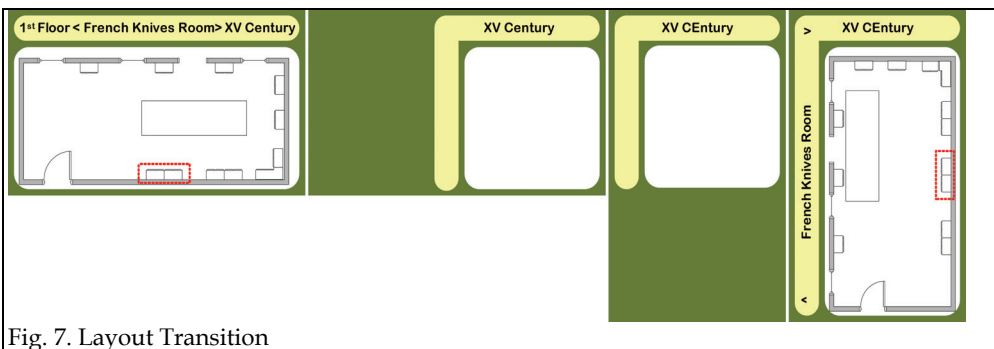 1st Floor < French Knives Room> XV Century
XV Century
XV CEntury
> XV CEntury
French Knives Room
<
Fig. 7. Layout Transition